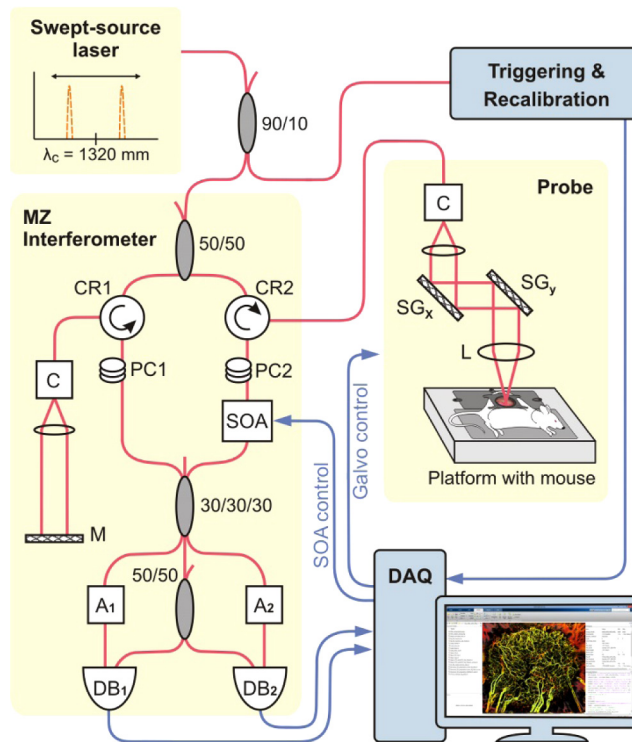 Swept-source
laser
λc = 1320 mm
90/10
Triggering &
Recalibration
MZ
Interferometer
50/50
CR1
CR2
C
PC1
PC2
SOA
M
30/30/30
50/50
A1
A2
DB1
DB2
Probe
C
SGx
SGy
L
Platform with mouse
Galvo control
SOA control
DAQ